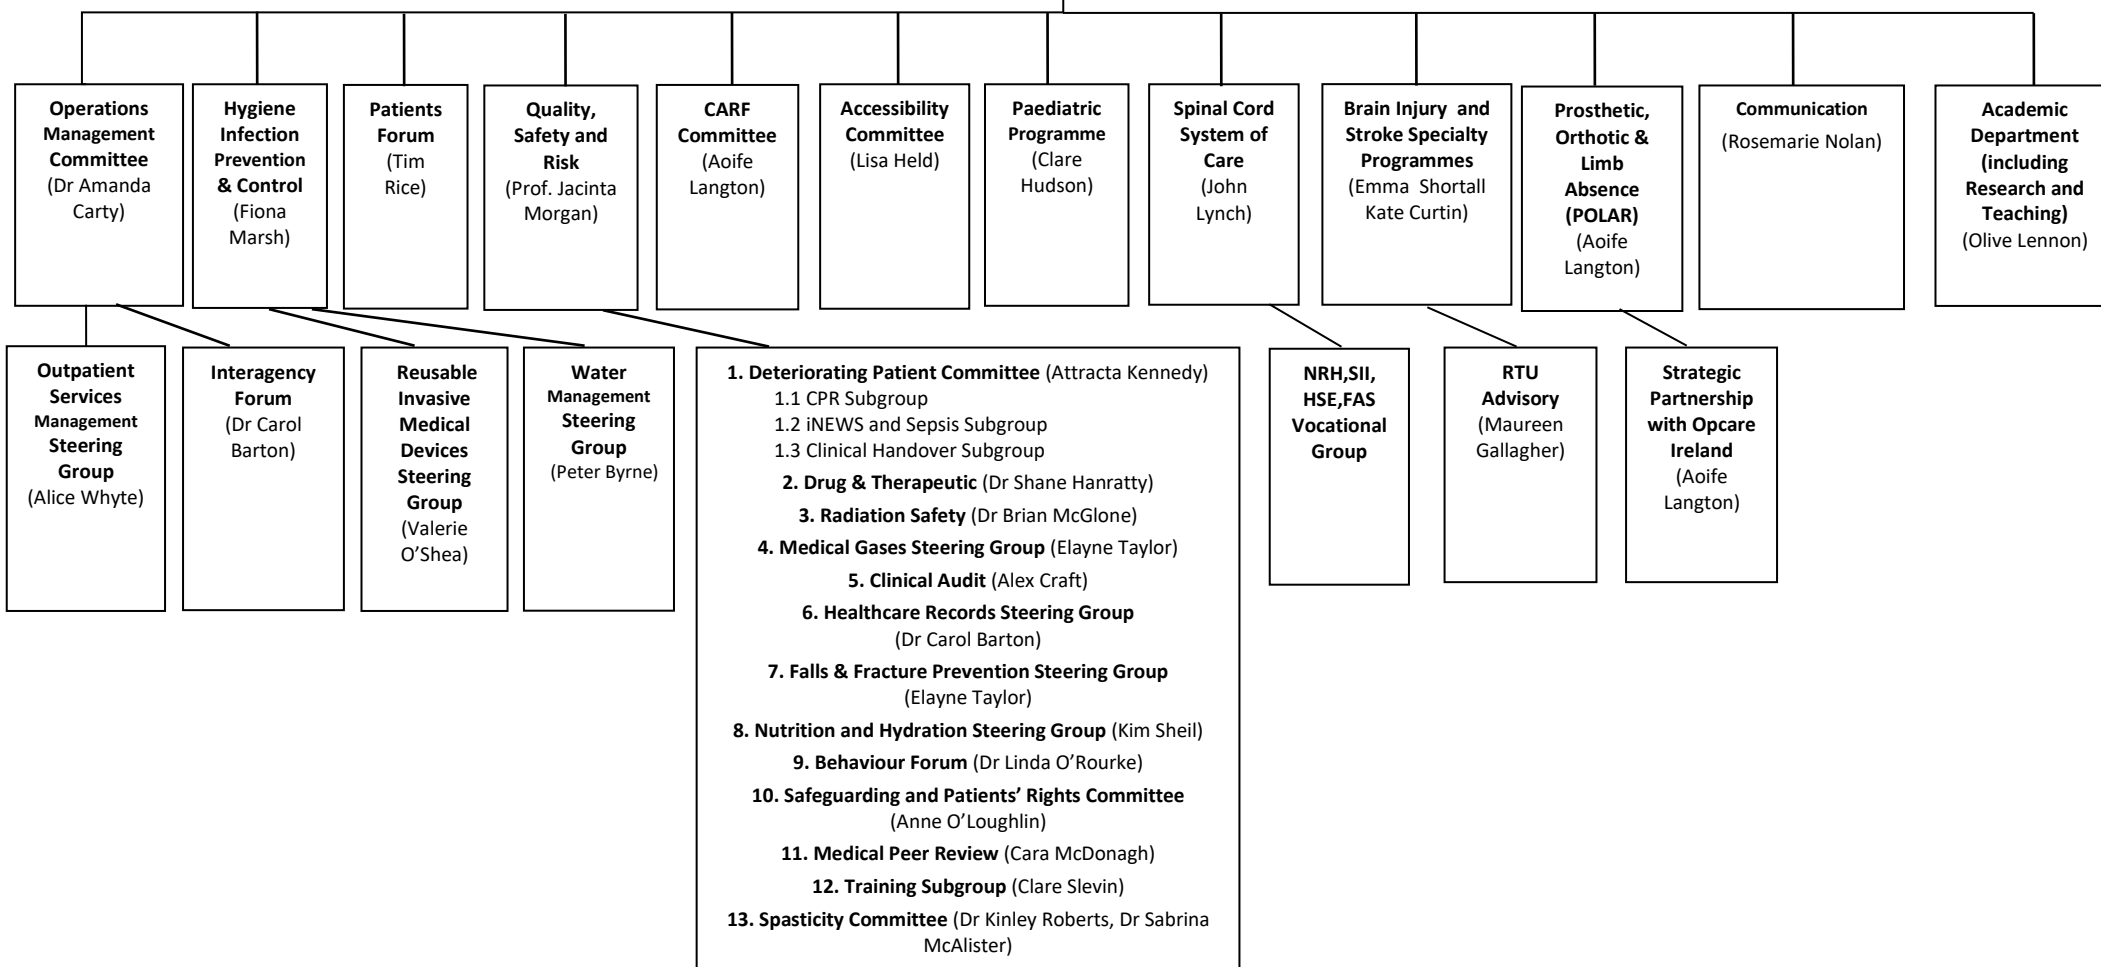 Operations
Management
Committee
(Dr Amanda
Carty)
Hygiene
Infection
Prevention
& Control
(Fiona
Marsh)
Patients
Forum
(Tim
Rice)
Quality,
Safety and
Risk
(Prof. Jacinta
Morgan)
CARF
Committee
(Aoife
Langton)
Accessibility
Committee
(Lisa Held)
Paediatric
Programme
(Clare
Hudson)
Spinal Cord
System of
Care
(John
Lynch)
Brain Injury and
Stroke Specialty
Programmes
(Emma Shortall
Kate Curtin)
Prosthetic,
Orthotic &
Limb
Absence
(POLAR)
(Aoife
Langton)
Communication
(Rosemarie Nolan)
Academic
Department
(including
Research and
Teaching)
(Olive Lennon)
Outpatient
Services
Management
Steering
Group
(Alice Whyte)
Interagency
Forum
(Dr Carol
Barton)
Reusable
Invasive
Medical
Devices
Steering
Group
(Valerie
O’Shea)
Water
Management
Steering
Group
(Peter Byrne)
1. Deteriorating Patient Committee (Attracta Kennedy)
1.1 CPR Subgroup
1.2 iNEWS and Sepsis Subgroup
1.3 Clinical Handover Subgroup
2. Drug & Therapeutic (Dr Shane Hanratty)
3. Radiation Safety (Dr Brian McGlone)
4. Medical Gases Steering Group (Elayne Taylor)
5. Clinical Audit (Alex Craft)
6. Healthcare Records Steering Group
(Dr Carol Barton)
7. Falls & Fracture Prevention Steering Group
(Elayne Taylor)
8. Nutrition and Hydration Steering Group (Kim Sheil)
9. Behaviour Forum (Dr Linda O’Rourke)
10. Safeguarding and Patients’ Rights Committee
(Anne O’Loughlin)
11. Medical Peer Review (Cara McDonagh)
12. Training Subgroup (Clare Slevin)
13. Spasticity Committee (Dr Kinley Roberts, Dr Sabrina
McAlister)
NRH,SII,
HSE,FAS
Vocational
Group
RTU
Advisory
(Maureen
Gallagher)
Strategic
Partnership
with Opcare
Ireland
(Aoife
Langton)